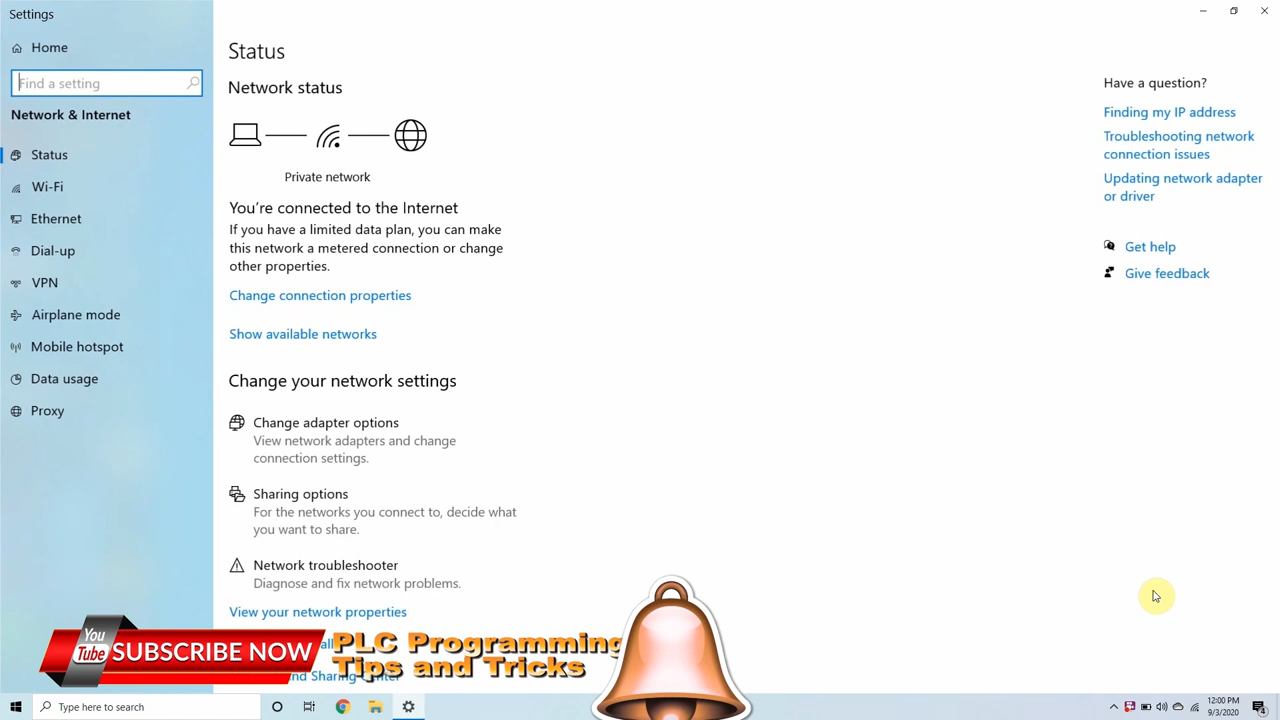 Settings
Home
Find a setting
Network & Internet
Status
Wi-Fi
Ethernet
Dial-up
VPN
Airplane mode
Mobile hotspot
Data usage
Proxy
Status
Network status
Private network
You're connected to the Internet
If you have a limited data plan, you can make
this network a metered connection or change
other properties.
Change connection properties
Show available networks
Change your network settings
Change adapter options
View network adapters and change
connection settings.
Sharing options
For the networks you connect to, decide what
you want to share.
Network troubleshooter
Diagnose and fix network problems.
View your network properties
Sharing Center
Have a question?
Finding my IP address
Troubleshooting network
connection issues
Updating network adapter
or driver
Get help
Give feedback
You
Tube
SUBSCRIBE NOW
PLC Programming
Tips and Tricks
Type here to search
12:00 PM
9/3/2020
4